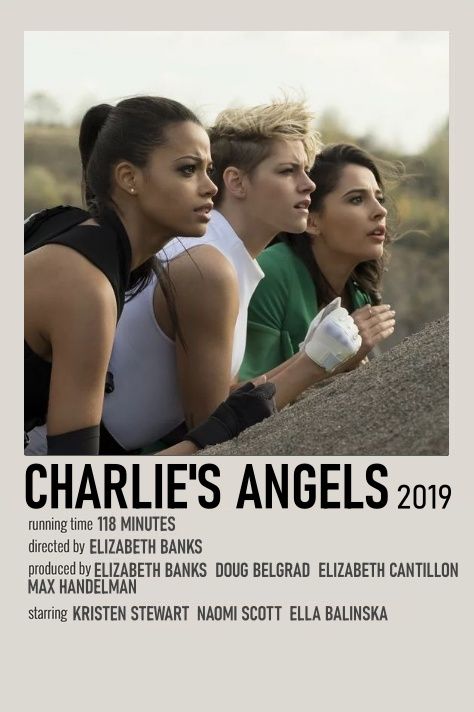 CHARLIE'S ANGELS 2019
running time 118 MINUTES
directed by ELIZABETH BANKS
produced by ELIZABETH BANKS DOUG BELGRAD ELIZABETH CANTILLON
MAX HANDELMAN
starring KRISTEN STEWART NAOMI SCOTT ELLA BALINSKA